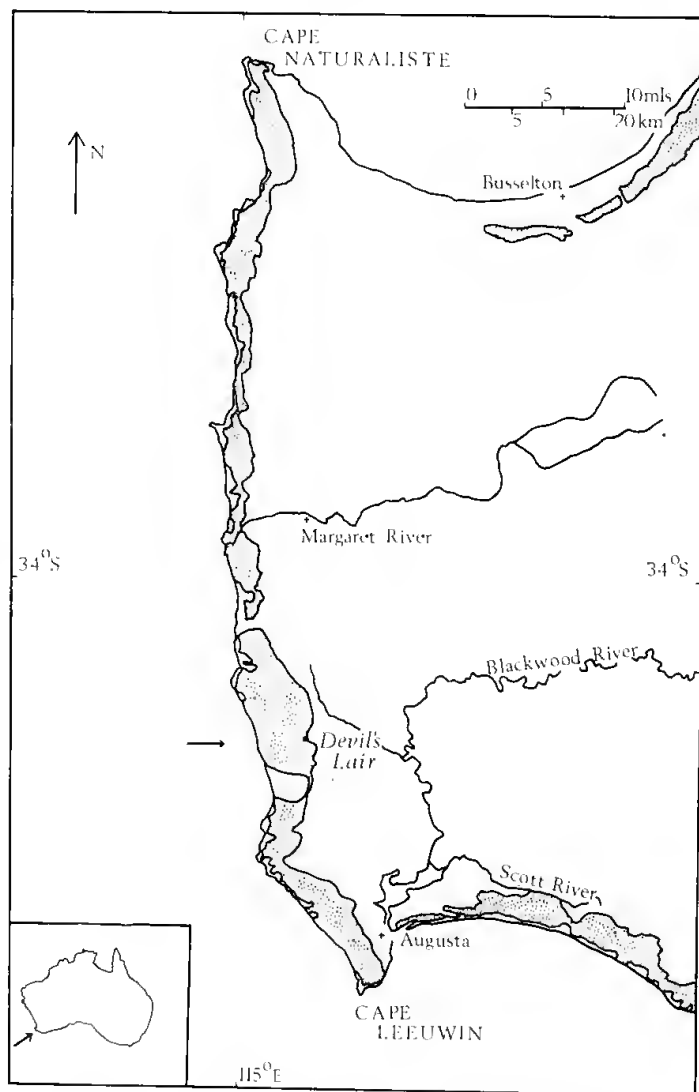 CAPE
NATURALISTE
0 5 10mls
5 20km
N
Busselton
Margaret River
34°S 34°S
Blackwood River
Devil's
Lair
Scott River
Augusta
CAPE
LEEUWIN
115°E